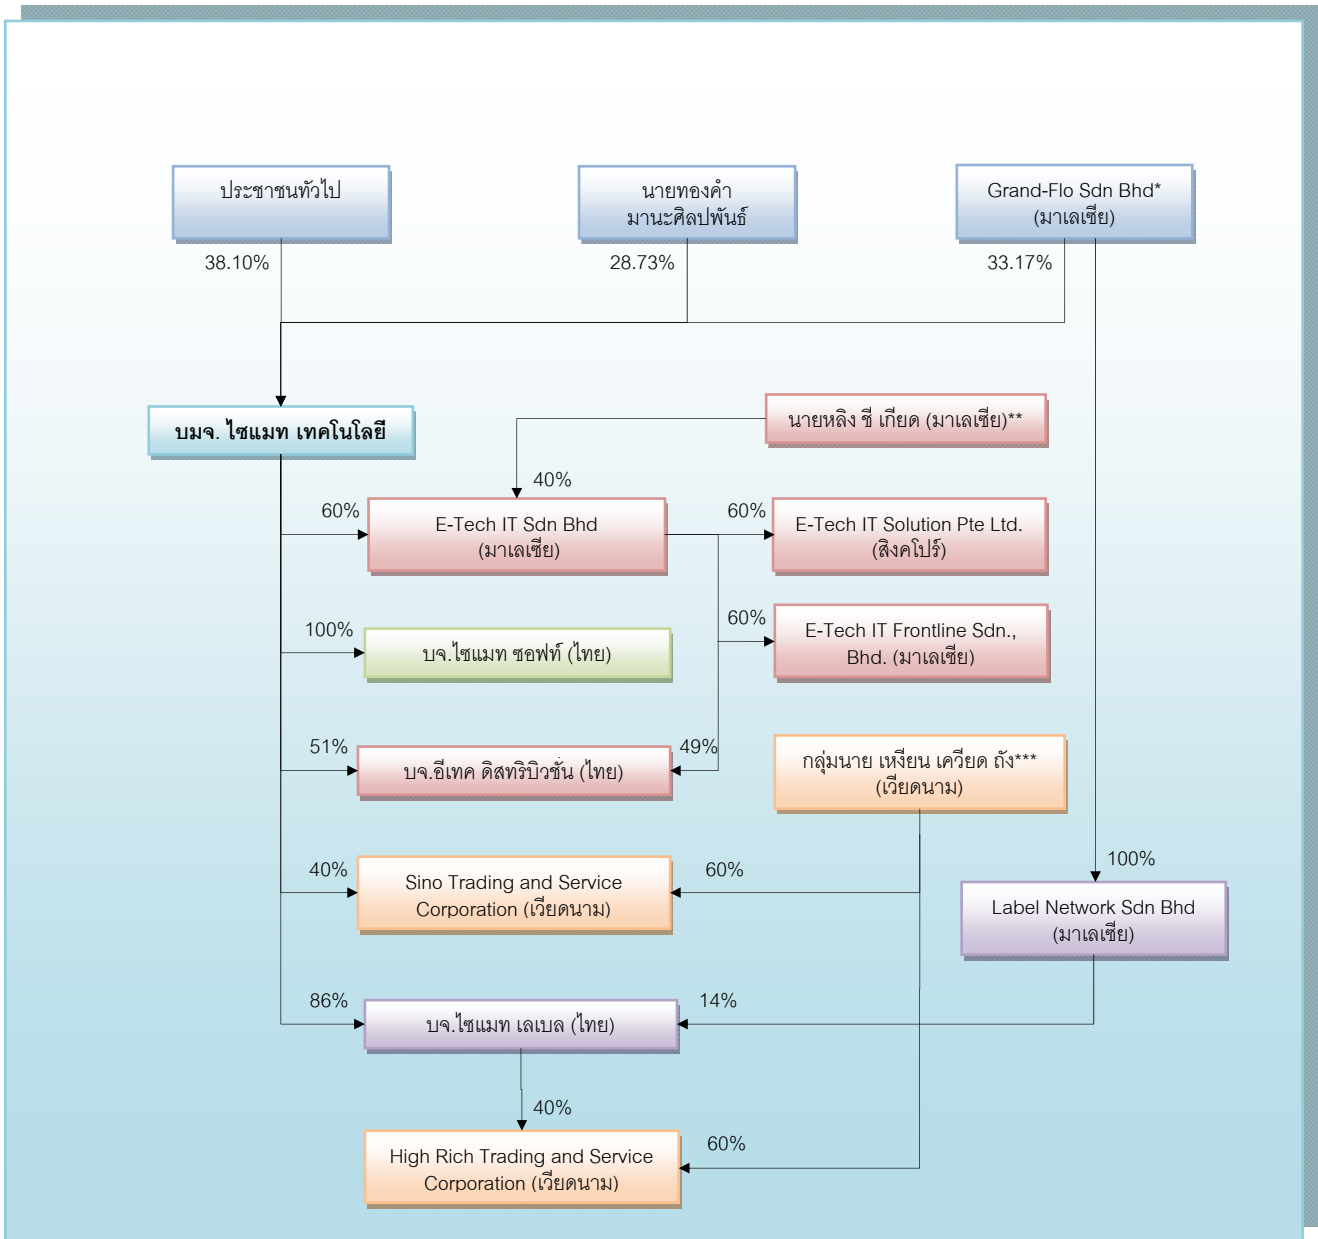 ประชาชนทั่วไป
นายทองคำ
มานะศิลปพันธ์
Grand-Flo Sdn Bhd*
(มาเลเซีย)
38.10%
28.73%
33.17%
บมจ. ไซแมท เทคโนโลยี
นายหลิง ชี เกียด (มาเลเซีย)**
40%
60%
E-Tech IT Sdn Bhd
(มาเลเซีย)
60%
E-Tech IT Solution Pte Ltd.
(สิงคโปร์)
100%
บจ.ไซแมท ซอฟท์ (ไทย)
60%
E-Tech IT Frontline Sdn.,
Bhd. (มาเลเซีย)
51%
บจ.อีเทค ดิสทริบิวชั่น (ไทย)
49%
กลุ่มนาย เหงียน เควียด ถัง***
(เวียดนาม)
40%
Sino Trading and Service
Corporation (เวียดนาม)
60%
100%
Label Network Sdn Bhd
(มาเลเซีย)
86%
บจ.ไซแมท เลเบล (ไทย)
14%
40%
High Rich Trading and Service
Corporation (เวียดนาม)
60%